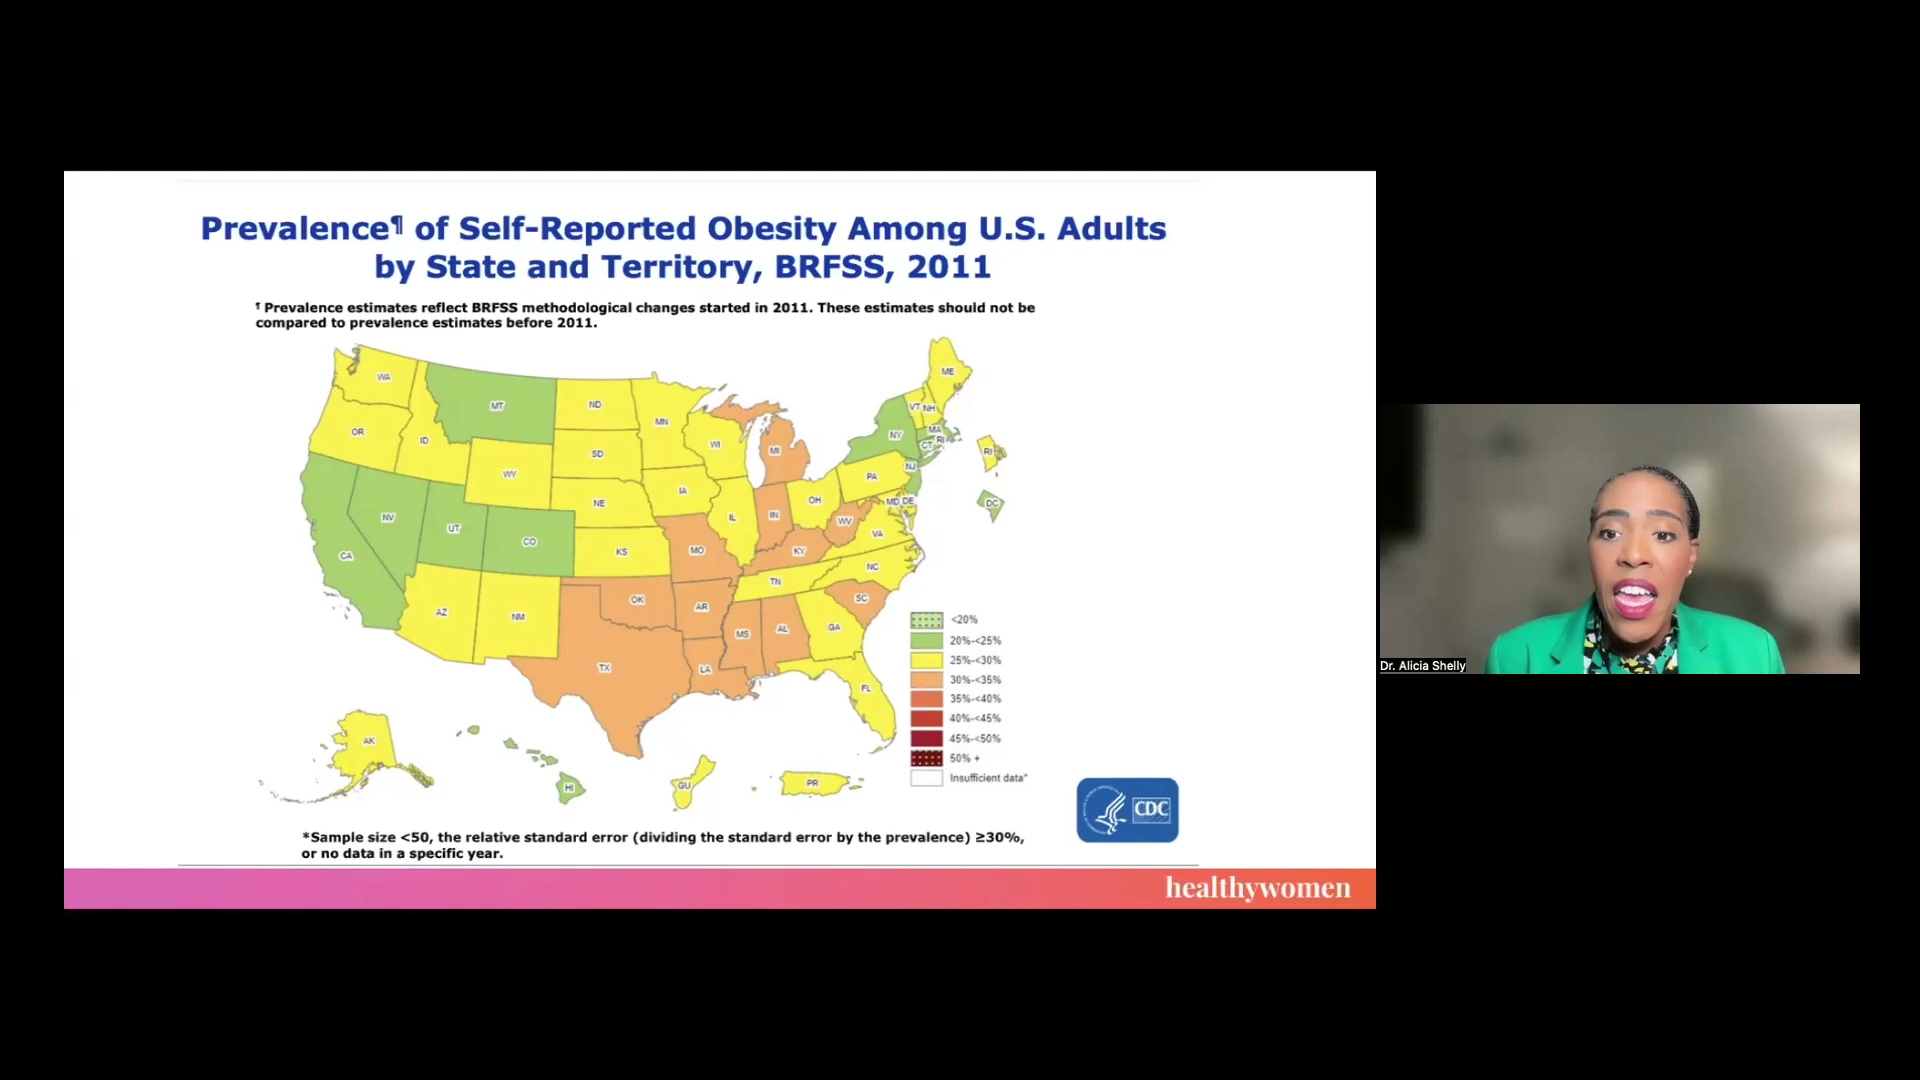 Prevalence¶ of Self-Reported Obesity Among U.S. Adults
by State and Territory, BRFSS, 2011
¶ Prevalence estimates reflect BRFSS methodological changes started in 2011. These estimates should not be
compared to prevalence estimates before 2011.
WA
MT
ND
MN
ME
VT
NH
OR
ID
WY
SD
WI
MI
NY
MA
CT
RI
RI
NV
UT
CO
NE
IA
IL
IN
OH
PA
NJ
MD
DE
DC
CA
KS
MO
KY
WV
VA
AZ
NM
OK
AR
TN
NC
SC
TX
LA
MS
AL
GA
FL
AK
HI
GU
PR
<20%
20%-<25%
25%-<30%
30%-<35%
35%-<40%
40%-<45%
45%-<50%
50% +
Insufficient data*
CDC
*Sample size <50, the relative standard error (dividing the standard error by the prevalence) ≥30%,
or no data in a specific year.
healthywomen
Dr. Alicia Shelly